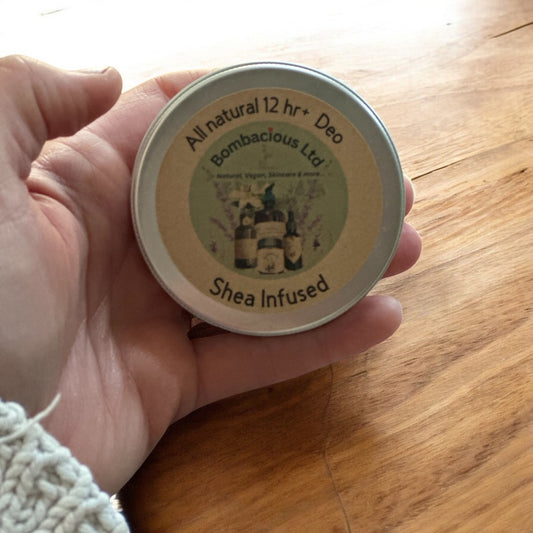 All natural 12 hr+ Deo
Bombacious Ltd
Natural, Vegan, Skincare & more...
Shea Infused